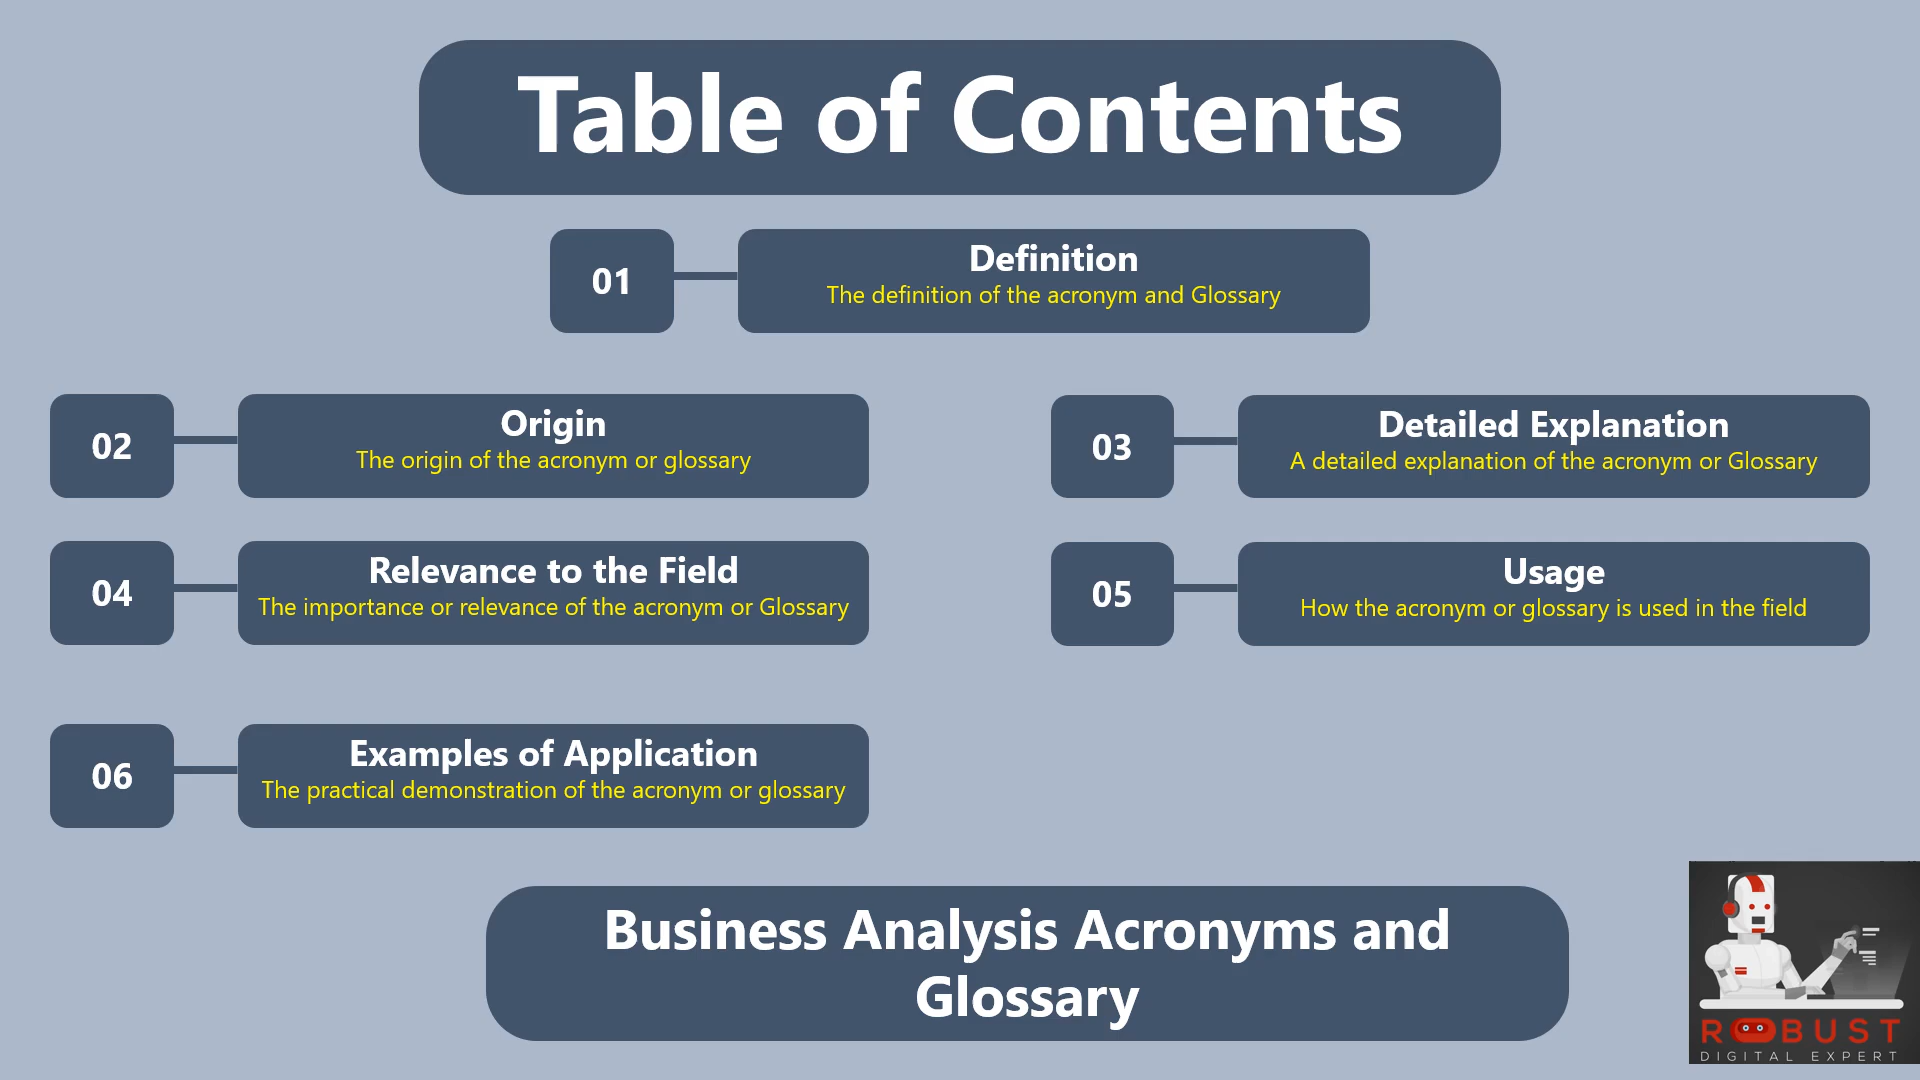 Table of Contents
01
Definition
The definition of the acronym and Glossary
02
Origin
The origin of the acronym or glossary
03
Detailed Explanation
A detailed explanation of the acronym or Glossary
04
Relevance to the Field
The importance or relevance of the acronym or Glossary
05
Usage
How the acronym or glossary is used in the field
06
Examples of Application
The practical demonstration of the acronym or glossary
Business Analysis Acronyms and
Glossary
ROBUST
DIGITAL EXPERT